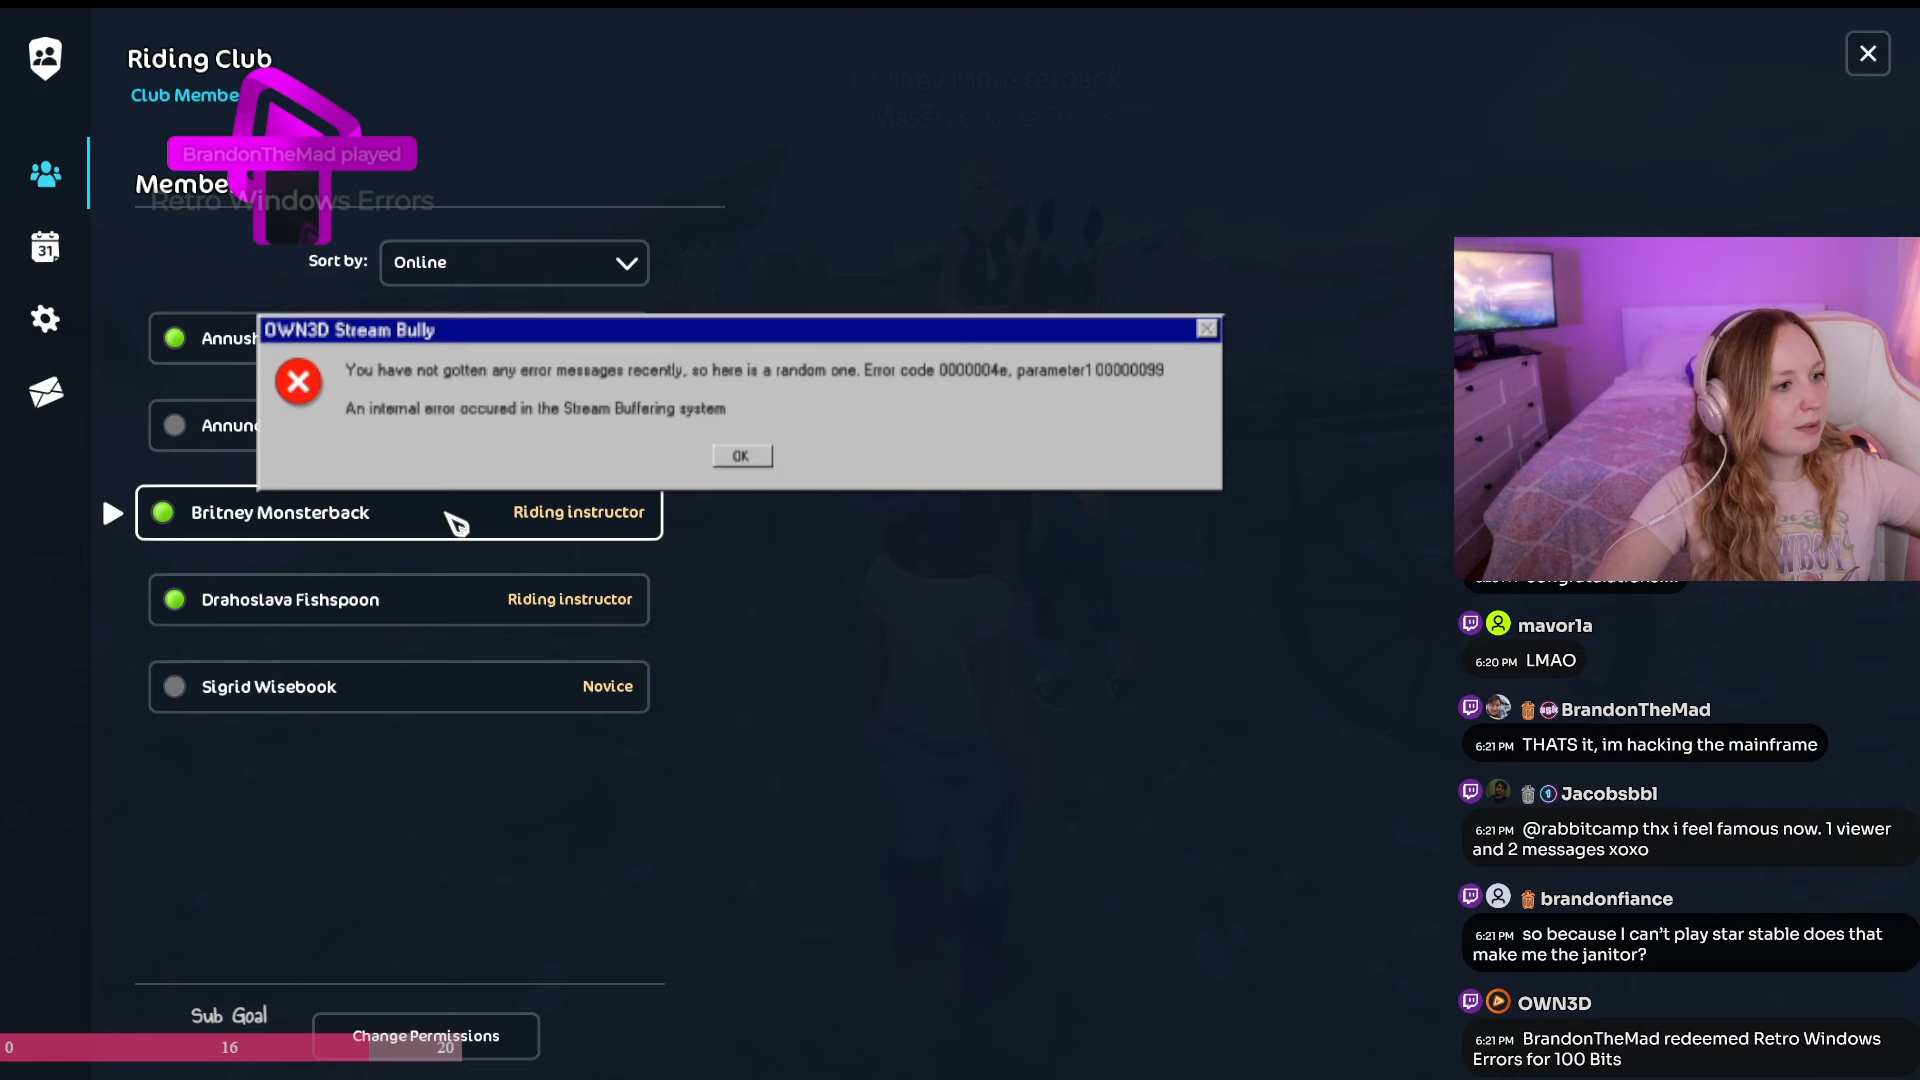 Riding Club
Club Membe
BrandonTheMad played
Membe
Retro Windows Errors
Sort by:
Online
Annush
Annun
OWN3D Stream Bully
You have not gotten any error messages recently, so here is a random one. Error code 0000004e, parameter1 00000099
An internal error occured in the Stream Buffering system
OK
Britney Monsterback
Riding instructor
Drahoslava Fishspoon
Riding instructor
Sigrid Wisebook
Novice
Sub Goal
Change Permissions
0
16
20
31
mavor1a
6:20 PM LMAO
BrandonTheMad
6:21 PM THATS it, im hacking the mainframe
Jacobsbbl
6:21 PM @rabbitcamp thx i feel famous now. 1 viewer
and 2 messages xoxo
brandonfiance
6:21 PM so because I can't play star stable does that
make me the janitor?
OWN3D
6:21 PM BrandonTheMad redeemed Retro Windows
Errors for 100 Bits